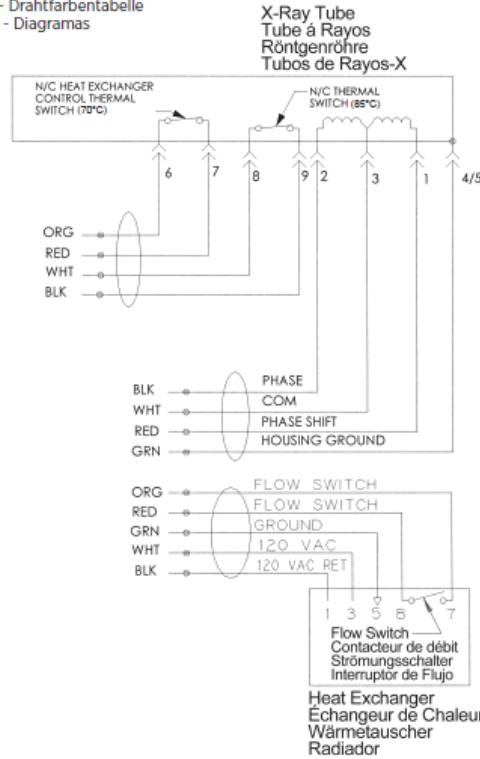 - Drahtfarbentabelle
- Diagramas
X-Ray Tube
Tube á Rayos
Röntgenröhre
Tubos de Rayos-X
N/C HEAT EXCHANGER
CONTROL THERMAL
SWITCH (70°C)
N/C THERMAL
SWITCH (85°C)
6 7 8 9 2 3 1 4/5
ORG
RED
WHT
BLK
BLK PHASE
WHT COM
RED PHASE SHIFT
GRN HOUSING GROUND
ORG FLOW SWITCH
RED FLOW SWITCH
GRN GROUND
WHT 120 VAC
BLK 120 VAC RET
1 3 5 8 7
Flow Switch
Contacteur de débit
Strömungsschalter
Interruptor de Flujo
Heat Exchanger
Échangeur de Chaleur
Wärmetauscher
Radiador